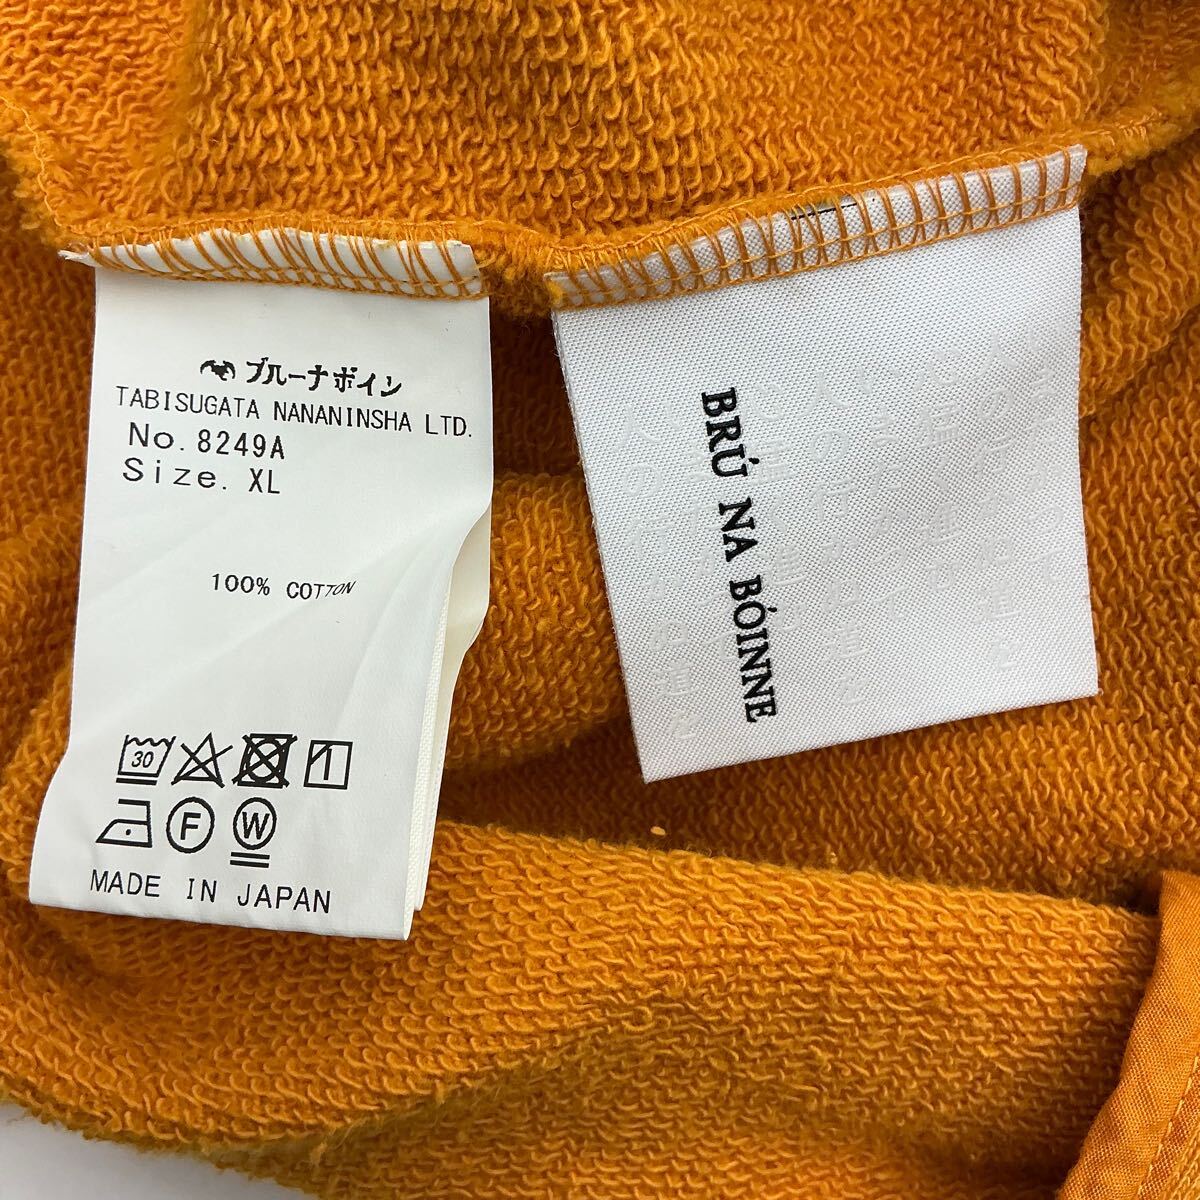 ブルーナボイン
TABISUGATA NANANINSHA LTD.
No. 8249A
Size. XL
100% COTTON
30
1
F
W
MADE IN JAPAN
BRÚ NA BÓINNE